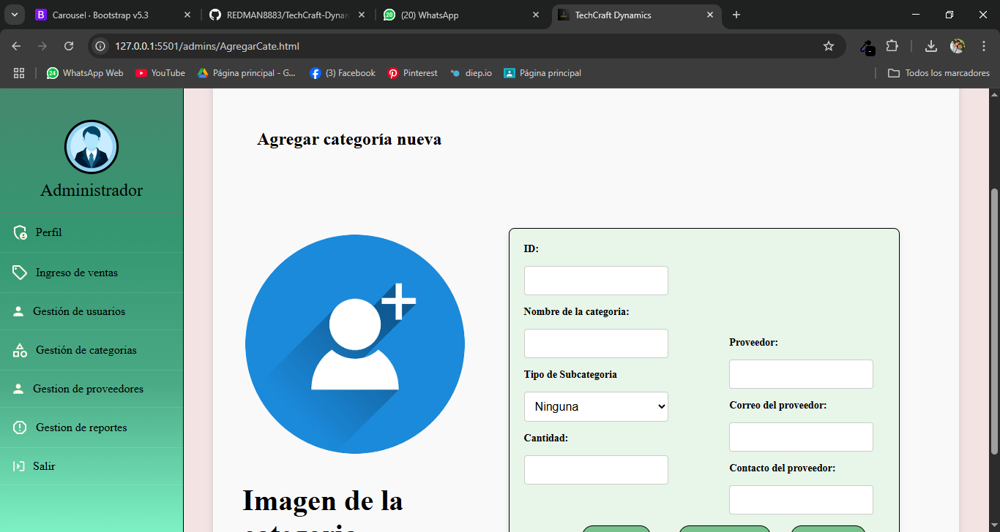 Carousel · Bootstrap v5.3
REDMAN8883/TechCraft-Dynam
(20) WhatsApp
TechCraft Dynamics
127.0.0.1:5501/admins/AgregarCate.html
24 WhatsApp Web
YouTube
Página principal - G...
(3) Facebook
Pinterest
diep.io
Página principal
Todos los marcadores
Administrador
Perfil
Ingreso de ventas
Gestión de usuarios
Gestión de categorias
Gestion de proveedores
Gestion de reportes
Salir
Agregar categoría nueva
Imagen de la
categoria
ID:
Nombre de la categoria:
Tipo de Subcategoria
Ninguna
Cantidad:
Proveedor:
Correo del proveedor:
Contacto del proveedor: